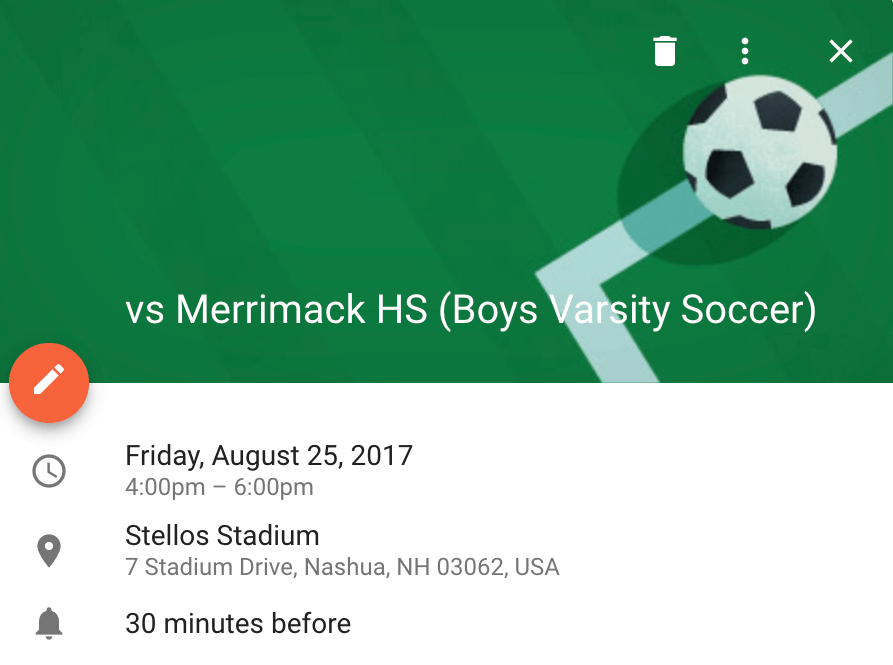 vs Merrimack HS (Boys Varsity Soccer)
Friday, August 25, 2017
4:00pm – 6:00pm
Stellos Stadium
7 Stadium Drive, Nashua, NH 03062, USA
30 minutes before